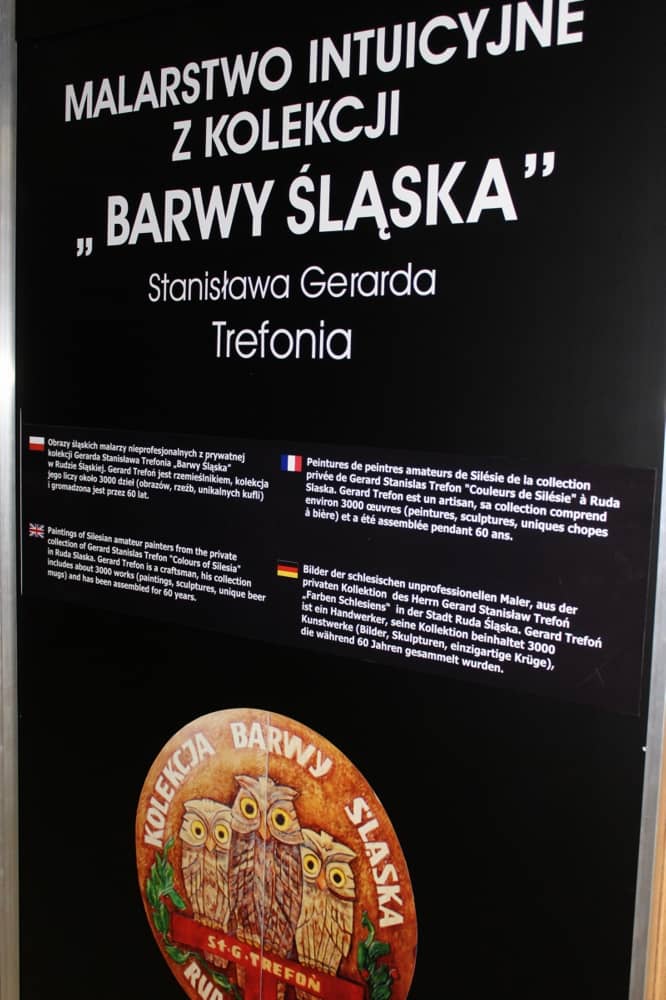 MALARSTWO INTUICYJNE
Z KOLEKCJI
„ BARWY ŚLĄSKA”
Stanisława Gerarda
Trefonia
Obrazy śląskich malarzy nieprofesjonalnych z prywatnej
kolekcji Gerarda Stanisława Trefonia „Barwy Śląska"
w Rudzie Śląskiej. Gerard Trefoń jest rzemieślnikiem, kolekcja
jego liczy około 3000 dzieł (obrazów, rzeźb, unikalnych kufli)
i gromadzona jest przez 60 lat.
Paintings of Silesian amateur painters from the private
collection of Gerard Stanislas Trefon "Colours of Silesia"
in Ruda Slaska. Gerard Trefon is a craftsman, his collection
includes about 3000 works (paintings, sculptures, unique beer
mugs) and has been assembled for 60 years.
Peintures de peintres amateurs de Silésie de la collection
privée de Gerard Stanislas Trefon "Couleurs de Silésie" à Ruda
Slaska. Gerard Trefon est un artisan, sa collection comprend
environ 3000 œuvres (peintures, sculptures, uniques chopes
à bière) et a été assemblée pendant 60 ans.
Bilder der schlesischen unprofessionellen Maler, aus der
privaten Kollektion des Herrn Gerard Stanisław Trefoń
„Farben Schlesiens" in der Stadt Ruda Śląska. Gerard Trefoń
ist ein Handwerker, seine Kollektion beinhaltet 3000
Kunstwerke (Bilder, Skulpturen, einzigartige Krüge),
die während 60 Jahren gesammelt wurden.
KOLEKCJA BARWY ŚLĄSKA
St·G·TREFOŃ